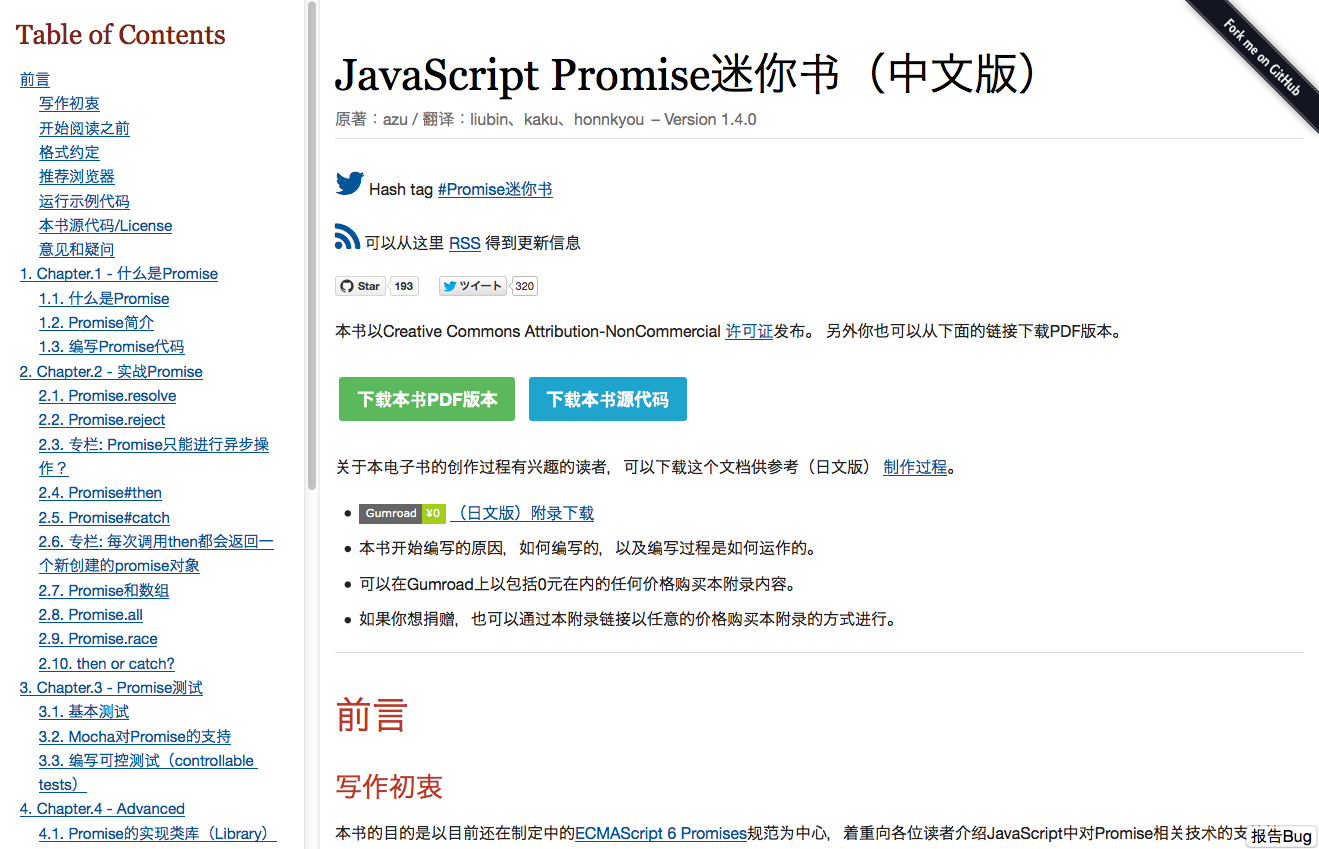 Table of Contents
前言
写作初衷
开始阅读之前
格式约定
推荐浏览器
运行示例代码
本书源代码/License
意见和疑问
1. Chapter.1 - 什么是Promise
1.1. 什么是Promise
1.2. Promise简介
1.3. 编写Promise代码
2. Chapter.2 - 实战Promise
2.1. Promise.resolve
2.2. Promise.reject
2.3. 专栏: Promise只能进行异步操
作？
2.4. Promise#then
2.5. Promise#catch
2.6. 专栏: 每次调用then都会返回一
个新创建的promise对象
2.7. Promise和数组
2.8. Promise.all
2.9. Promise.race
2.10. then or catch?
3. Chapter.3 - Promise测试
3.1. 基本测试
3.2. Mocha对Promise的支持
3.3. 编写可控测试（controllable
tests）
4. Chapter.4 - Advanced
4.1. Promise的实现类库（Library）
Fork me on GitHub
JavaScript Promise迷你书（中文版）
原著：azu / 翻译：liubin、kaku、honnkyou – Version 1.4.0
Hash tag #Promise迷你书
可以从这里 RSS 得到更新信息
Star 193 ツイート 320
本书以Creative Commons Attribution-NonCommercial 许可证发布。 另外你也可以从下面的链接下载PDF版本。
下载本书PDF版本 下载本书源代码
关于本电子书的创作过程有兴趣的读者，可以下载这个文档供参考（日文版） 制作过程。
• Gumroad ¥0 （日文版）附录下载
• 本书开始编写的原因，如何编写的，以及编写过程是如何运作的。
• 可以在Gumroad上以包括0元在内的任何价格购买本附录内容。
• 如果你想捐赠，也可以通过本附录链接以任意的价格购买本附录的方式进行。
前言
写作初衷
本书的目的是以目前还在制定中的ECMAScript 6 Promises规范为中心，着重向各位读者介绍JavaScript中对Promise相关技术的支
报告Bug